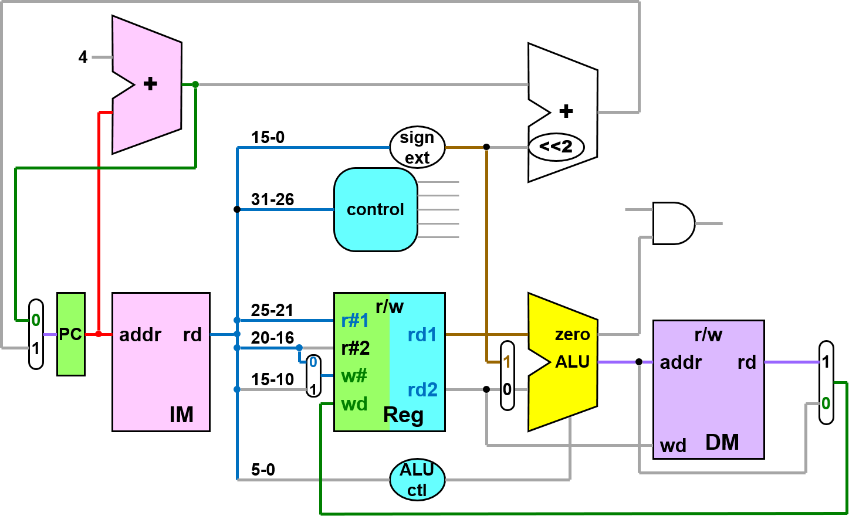 4
+
+
<<2
15-0
sign
ext
31-26
control
0
1
PC
addr
rd
IM
25-21
20-16
15-10
5-0
0
1
r/w
r#1
r#2
w#
wd
rd1
rd2
Reg
ALU
ctl
1
0
zero
ALU
r/w
addr
rd
wd
DM
1
0